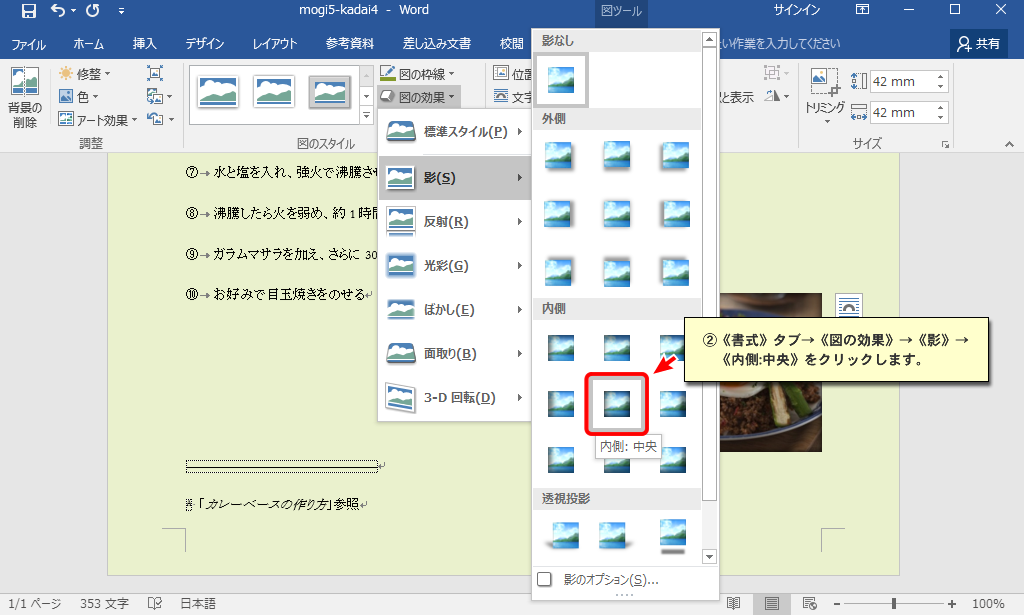 mogi5-kadai4 - Word
図ツール
サインイン
ファイル
ホーム
挿入
デザイン
レイアウト
参考資料
差し込み文書
校閲
い作業を入力してください
共有
背景の
削除
修整
色
アート効果
調整
図のスタイル
図の枠線
図の効果
位置
文字
と表示
トリミング
42 mm
42 mm
サイズ
標準スタイル(P)
影(S)
反射(R)
光彩(G)
ぼかし(E)
面取り(B)
3-D 回転(D)
影なし
外側
内側
内側: 中央
透視投影
影のオプション(S)...
⑦→水と塩を入れ、強火で沸騰させ
⑧→沸騰したら火を弱め、約 1 時間
⑨→ガラムマサラを加え、さらに 30
⑩→お好みで目玉焼きをのせる↵
「カレーベースの作り方」参照↵
②《書式》タブ→《図の効果》→《影》→
《内側:中央》をクリックします。
1/1 ページ
353 文字
日本語
100%